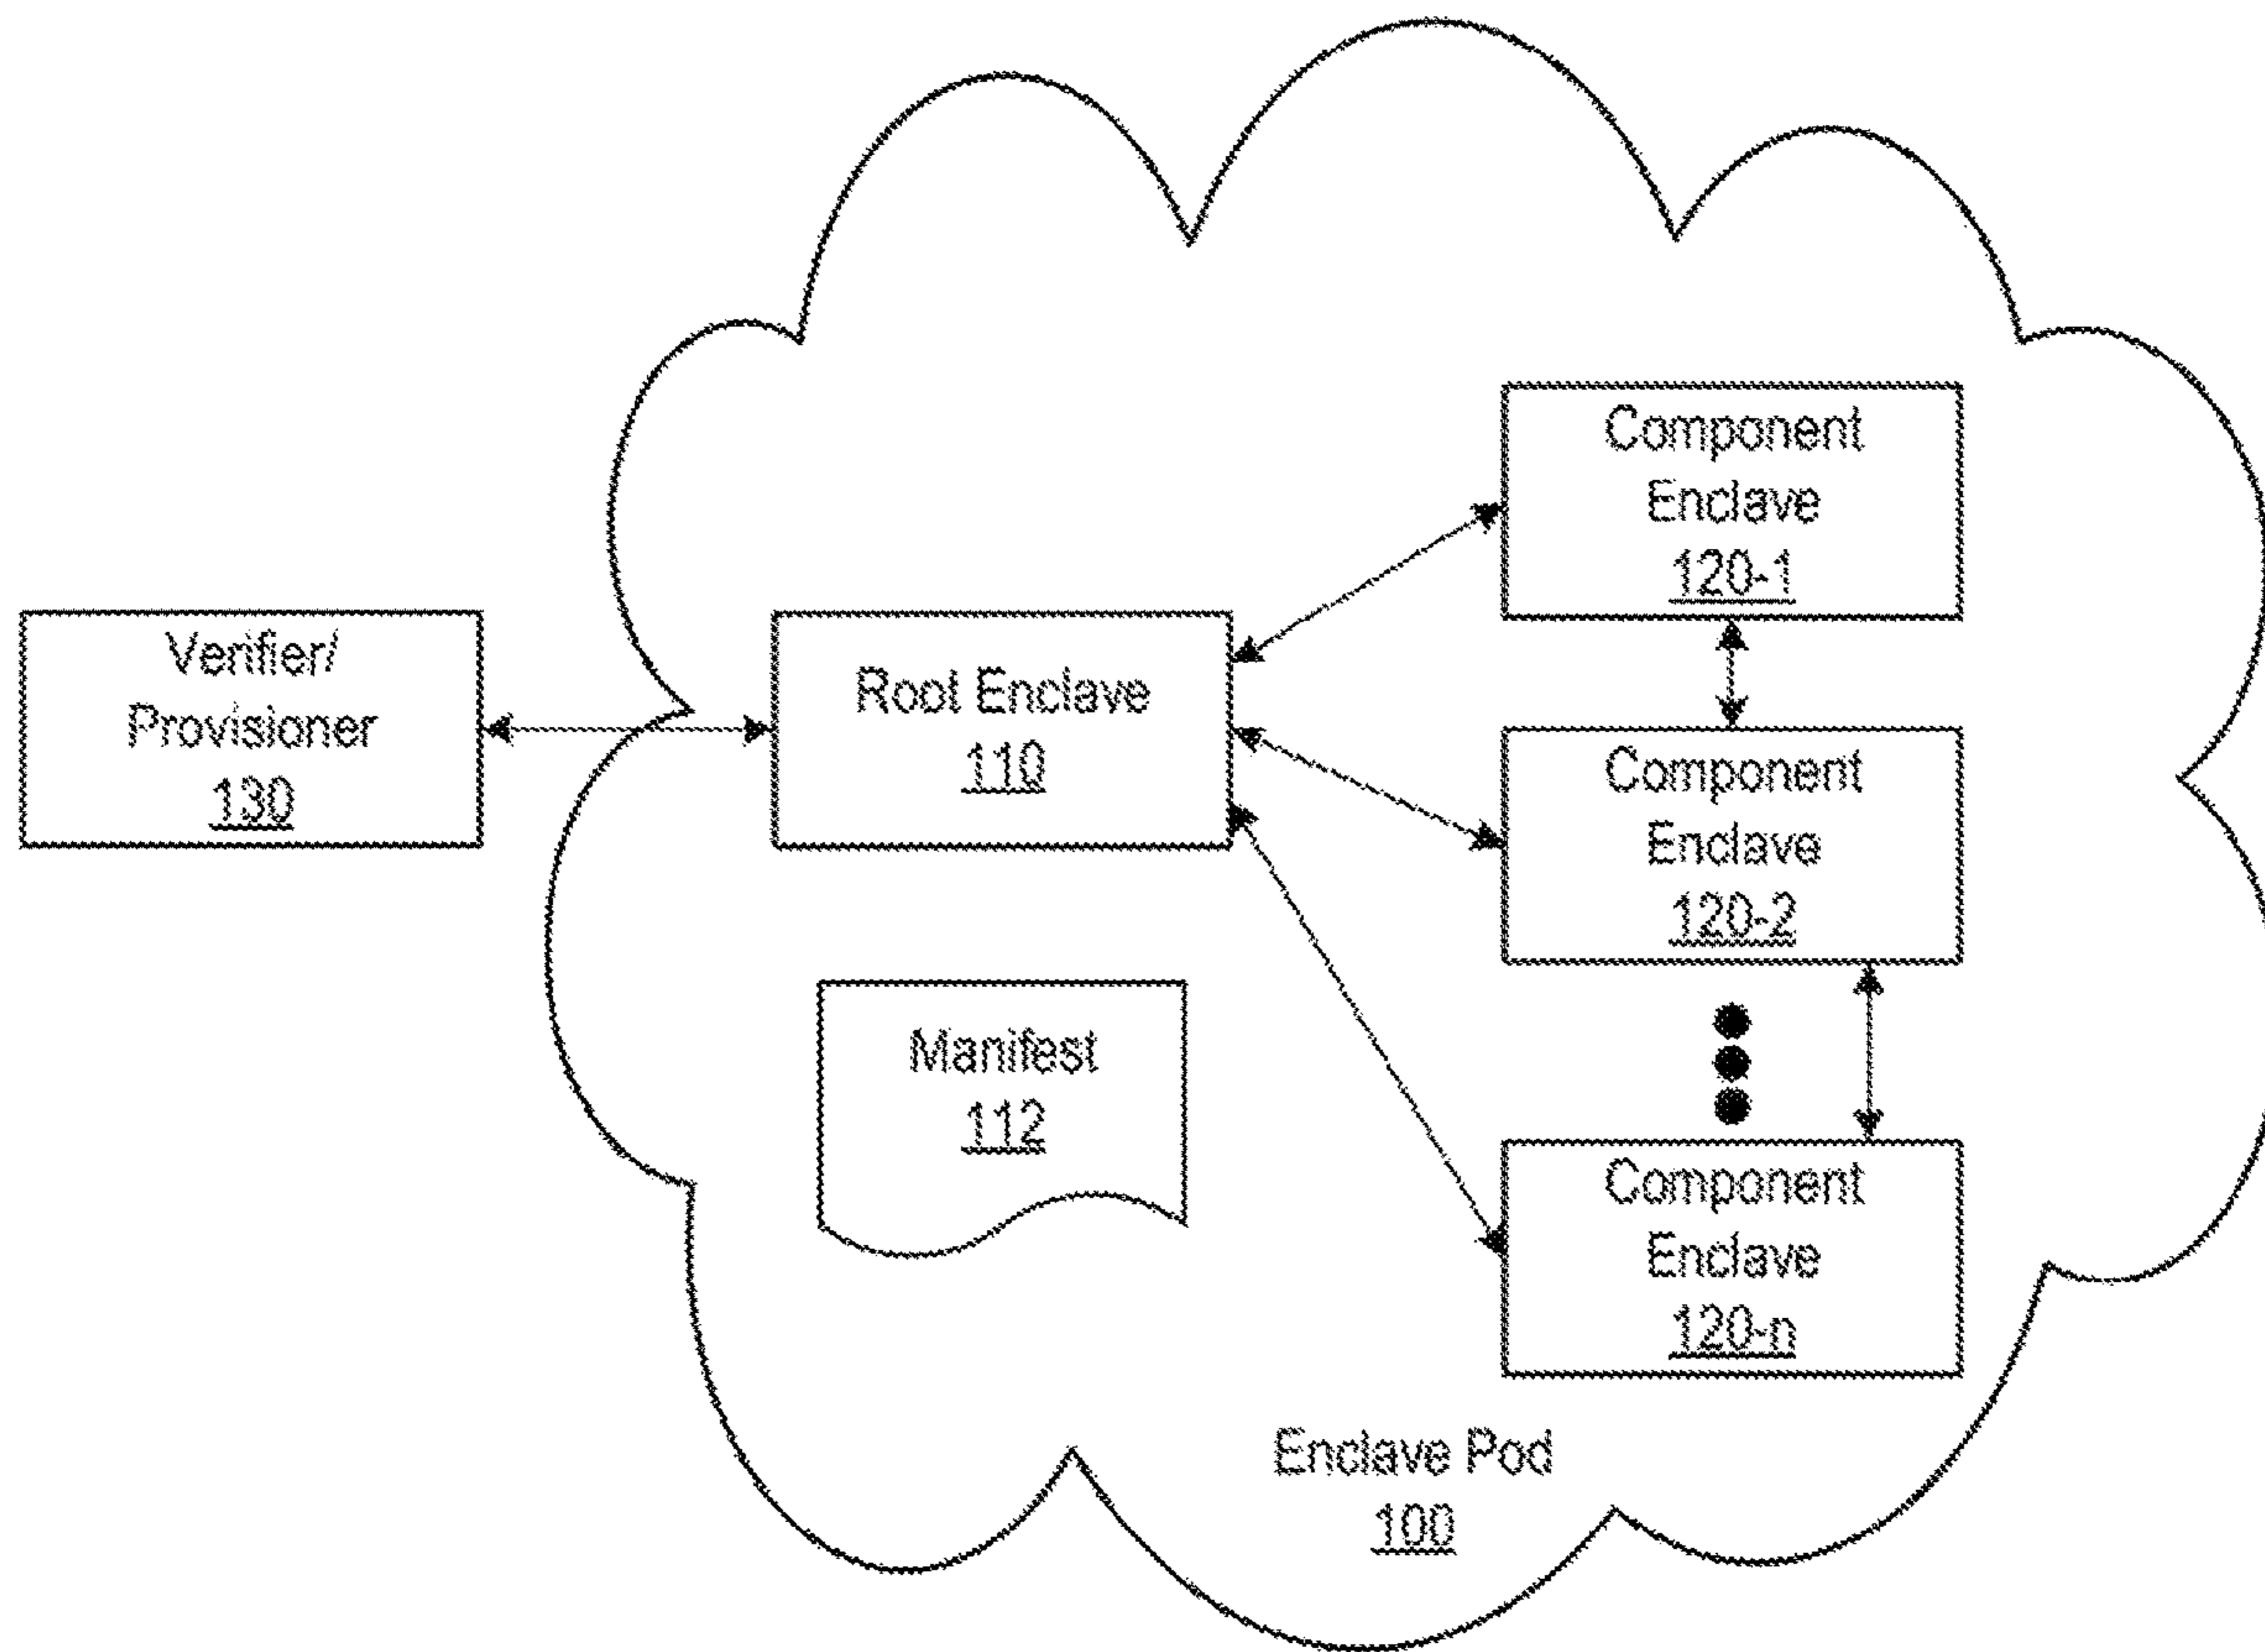 Component
Enclave
120-1
Verifier/
Provisioner
130
Root Enclave
110
Component
Enclave
120-2
Manifest
112
Component
Enclave
120-n
Enclave Pod
100